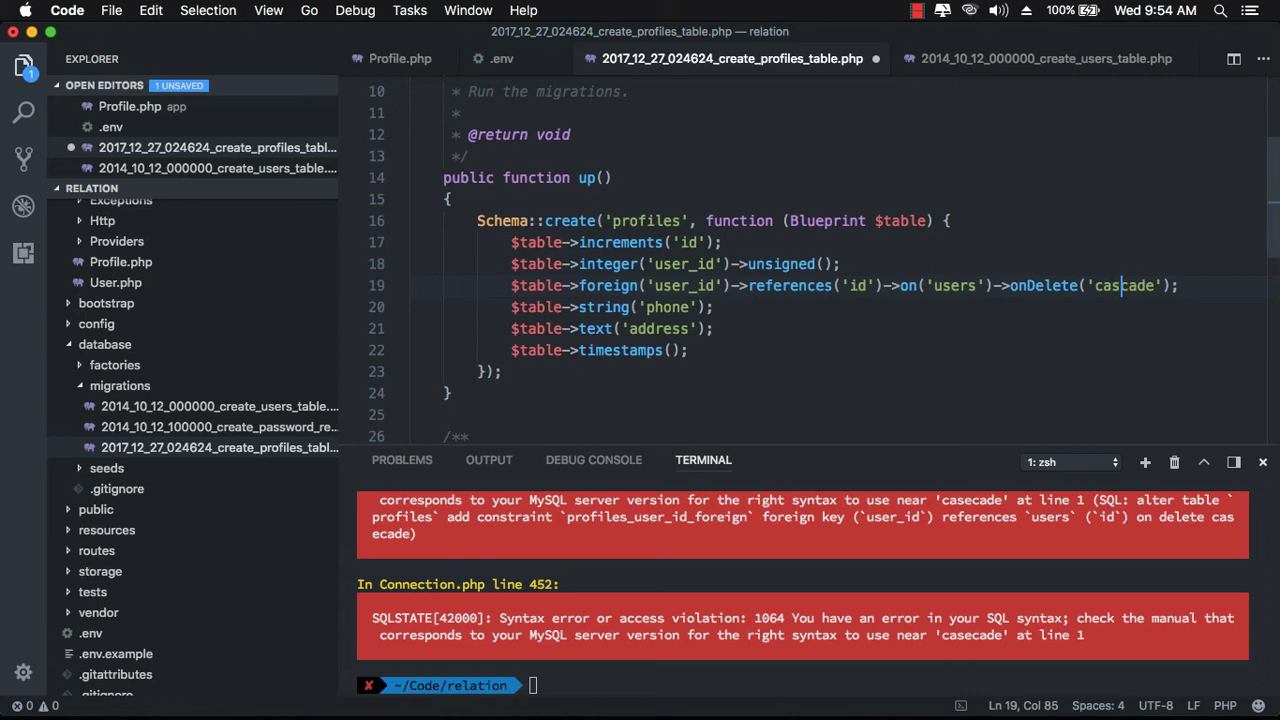 Code File Edit Selection View Go Debug Tasks Window Help 100% Wed 9:54 AM
2017_12_27_024624_create_profiles_table.php — relation
EXPLORER
Profile.php .env 2017_12_27_024624_create_profiles_table.php 2014_10_12_000000_create_users_table.php
OPEN EDITORS 1 UNSAVED
Profile.php app
.env
2017_12_27_024624_create_profiles_tabl...
2014_10_12_000000_create_users_table....
RELATION
Exceptions
Http
Providers
Profile.php
User.php
bootstrap
config
database
factories
migrations
2014_10_12_000000_create_users_table....
2014_10_12_100000_create_password_re...
2017_12_27_024624_create_profiles_tabl...
seeds
.gitignore
public
resources
routes
storage
tests
vendor
.env
.env.example
.gitattributes
.gitignore
1
10 * Run the migrations.
11 *
12 * @return void
13 */
14 public function up()
15 {
16 Schema::create('profiles', function (Blueprint $table) {
17 $table->increments('id');
18 $table->integer('user_id')->unsigned();
19 $table->foreign('user_id')->references('id')->on('users')->onDelete('cascade');
20 $table->string('phone');
21 $table->text('address');
22 $table->timestamps();
23 });
24 }
25
26 /**
PROBLEMS OUTPUT DEBUG CONSOLE TERMINAL 1: zsh
corresponds to your MySQL server version for the right syntax to use near 'casecade' at line 1 (SQL: alter table `
profiles` add constraint `profiles_user_id_foreign` foreign key (`user_id`) references `users` (`id`) on delete cas
ecade)
In Connection.php line 452:
SQLSTATE[42000]: Syntax error or access violation: 1064 You have an error in your SQL syntax; check the manual that
corresponds to your MySQL server version for the right syntax to use near 'casecade' at line 1
✘ ~/Code/relation
0 0 Ln 19, Col 85 Spaces: 4 UTF-8 LF PHP